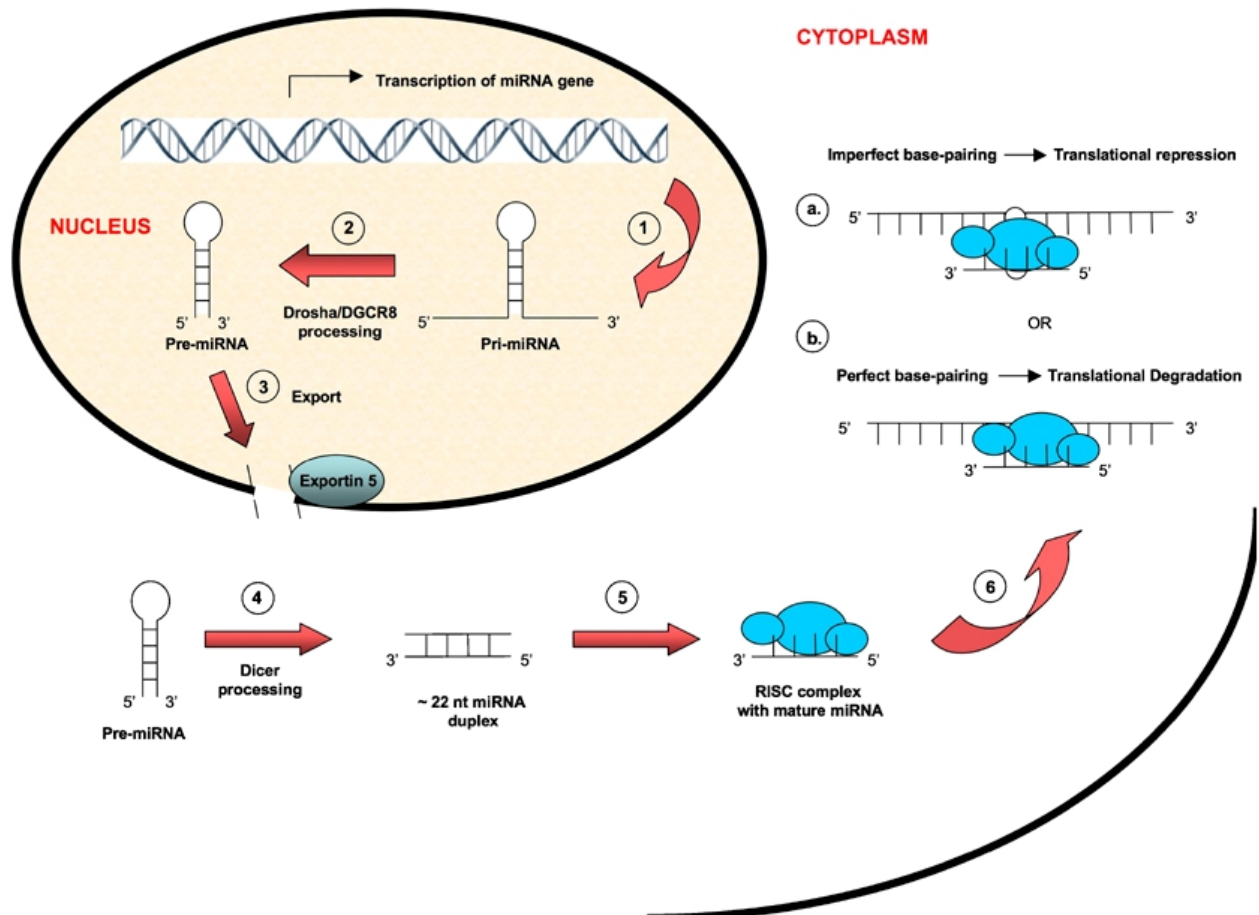 CYTOPLASM
Transcription of miRNA gene
NUCLEUS
1
2
Drosha/DGCR8
processing
5' 3'
Pre-miRNA
5' 3'
Pri-miRNA
3
Export
Exportin 5
Imperfect base-pairing Translational repression
a.
5' 3'
3' 5'
OR
b.
Perfect base-pairing Translational Degradation
5' 3'
3' 5'
4
Dicer
processing
5' 3'
Pre-miRNA
3' 5'
~ 22 nt miRNA
duplex
5
3' 5'
RISC complex
with mature miRNA
6